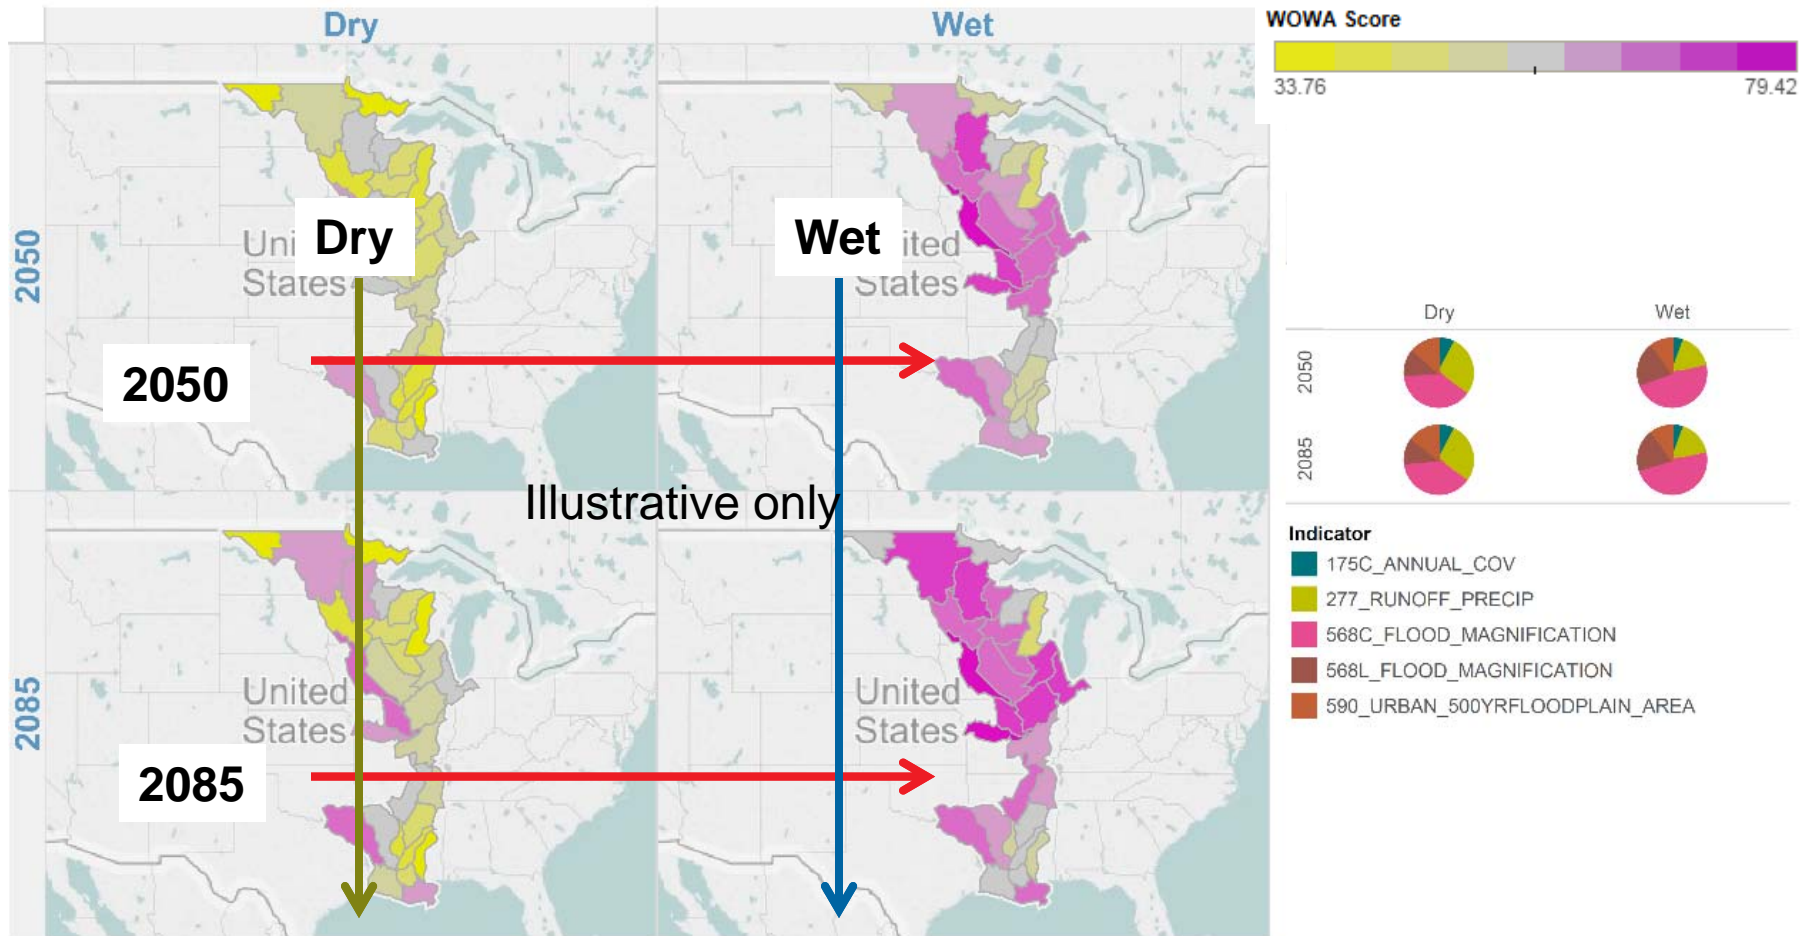 Dry
Wet
WOWA Score
33.76
79.42
2050
Uni
States
Dry
ited
States
Wet
2050
Illustrative only
2085
United
States
United
States
2085
Dry
Wet
2050
2085
Indicator
175C_ANNUAL_COV
277_RUNOFF_PRECIP
568C_FLOOD_MAGNIFICATION
568L_FLOOD_MAGNIFICATION
590_URBAN_500YRFLOODPLAIN_AREA